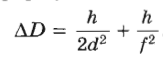 ΔD = h/2d² + h/f²